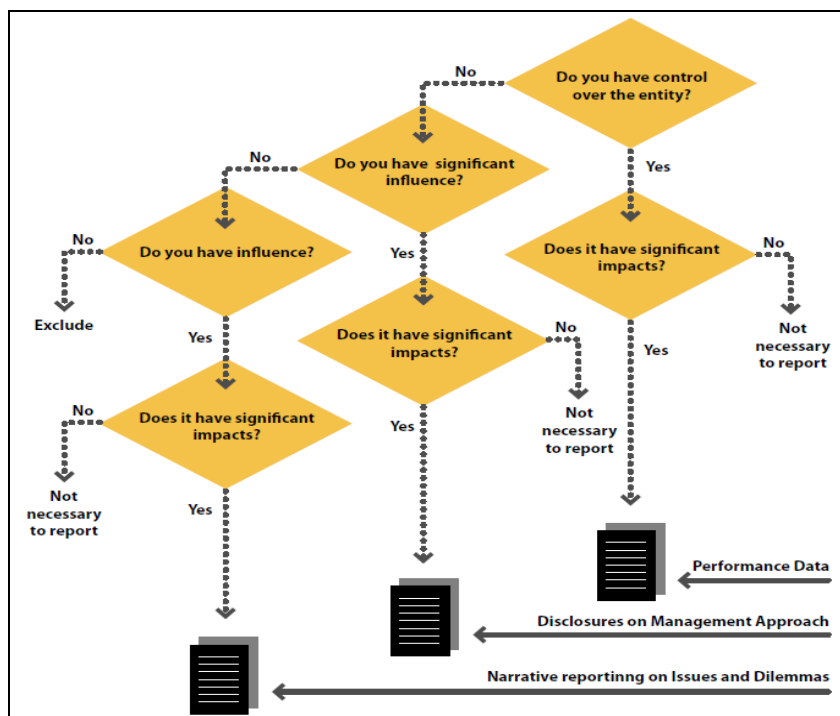 No
Do you have control
over the entity?
No
Do you have significant
influence?
Yes
No
Do you have influence?
Yes
Does it have significant
impacts?
No
Exclude
Yes
Does it have significant
impacts?
No
Not
necessary
to report
Yes
No
Does it have significant
impacts?
Yes
Not
necessary
to report
Not
necessary
to report
Yes
Performance Data
Disclosures on Management Approach
Narrative reportinng on Issues and Dilemmas